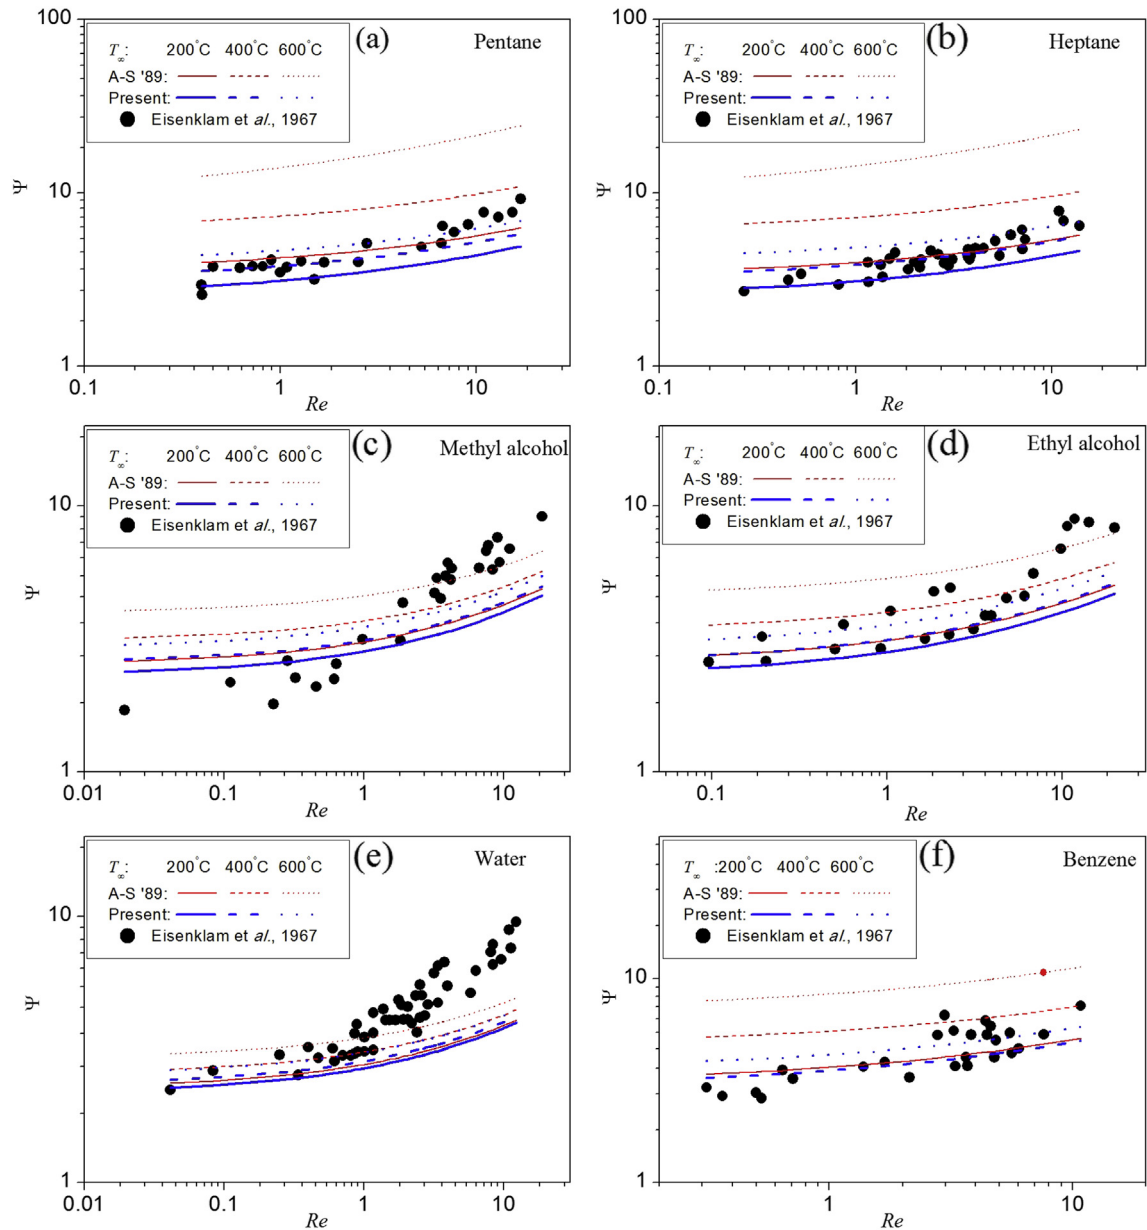 (a) Pentane
T∞: 200°C 400°C 600°C
A-S '89:
Present:
Eisenklam et al., 1967
100
10
1
Ψ
0.1 1 10
Re
(b) Heptane
T∞: 200°C 400°C 600°C
A-S '89:
Present:
Eisenklam et al., 1967
100
10
1
Ψ
0.1 1 10
Re
(c) Methyl alcohol
T∞: 200°C 400°C 600°C
A-S '89:
Present:
Eisenklam et al., 1967
10
1
Ψ
0.01 0.1 1 10
Re
(d) Ethyl alcohol
T∞: 200°C 400°C 600°C
A-S '89:
Present:
Eisenklam et al., 1967
10
1
Ψ
0.1 1 10
Re
(e) Water
T∞: 200°C 400°C 600°C
A-S '89:
Present:
Eisenklam et al., 1967
10
1
Ψ
0.01 0.1 1 10
Re
(f) Benzene
T∞ :200°C 400°C 600°C
A-S '89:
Present:
Eisenklam et al., 1967
10
1
Ψ
1 10
Re